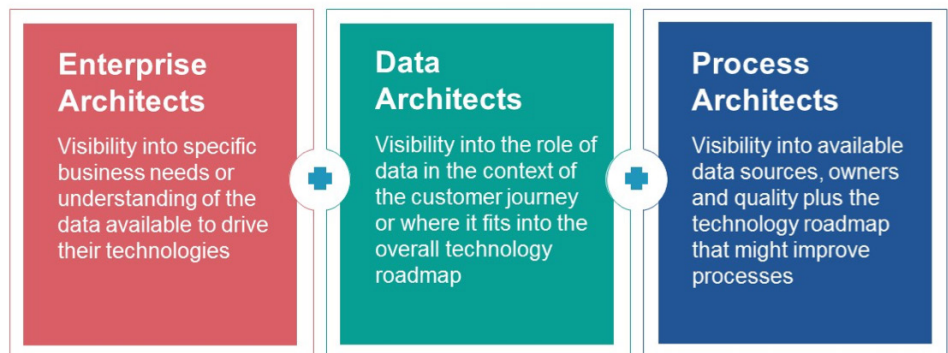 Enterprise
Architects
Visibility into specific
business needs or
understanding of the
data available to drive
their technologies
Data
Architects
Visibility into the role of
data in the context of
the customer journey
or where it fits into the
overall technology
roadmap
Process
Architects
Visibility into available
data sources, owners
and quality plus the
technology roadmap
that might improve
processes